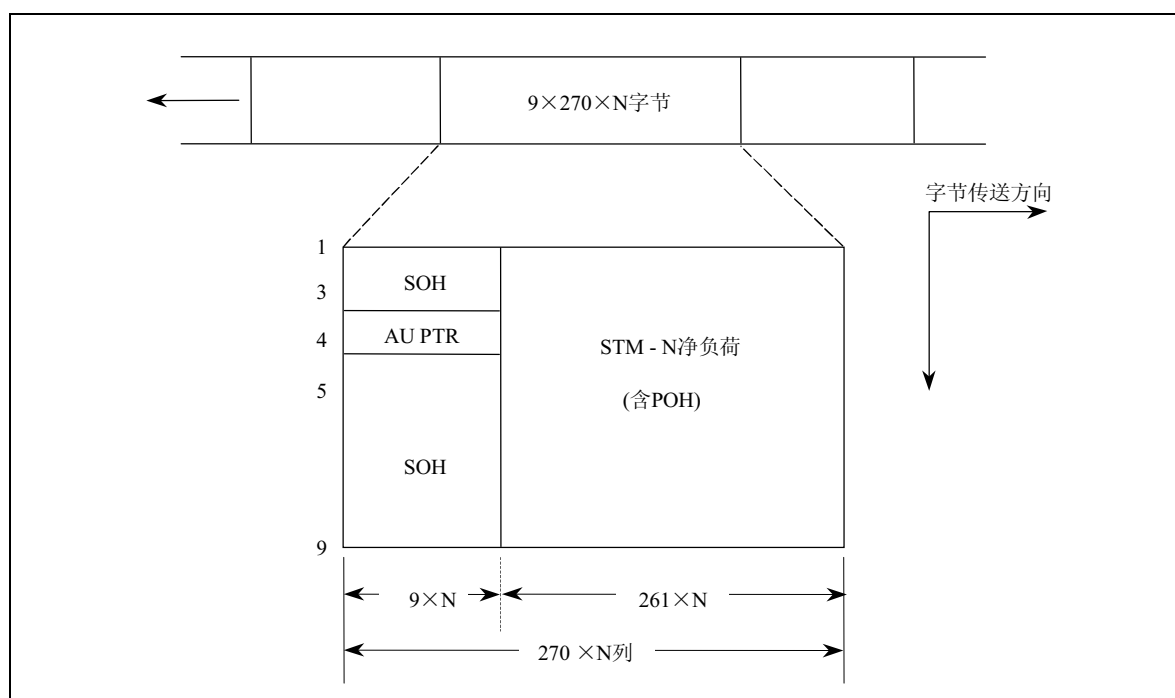 9×270×N字节
字节传送方向
1
SOH
3
AU PTR
4
STM - N净负荷
5
(含POH)
SOH
9
9×N
261×N
270 ×N列